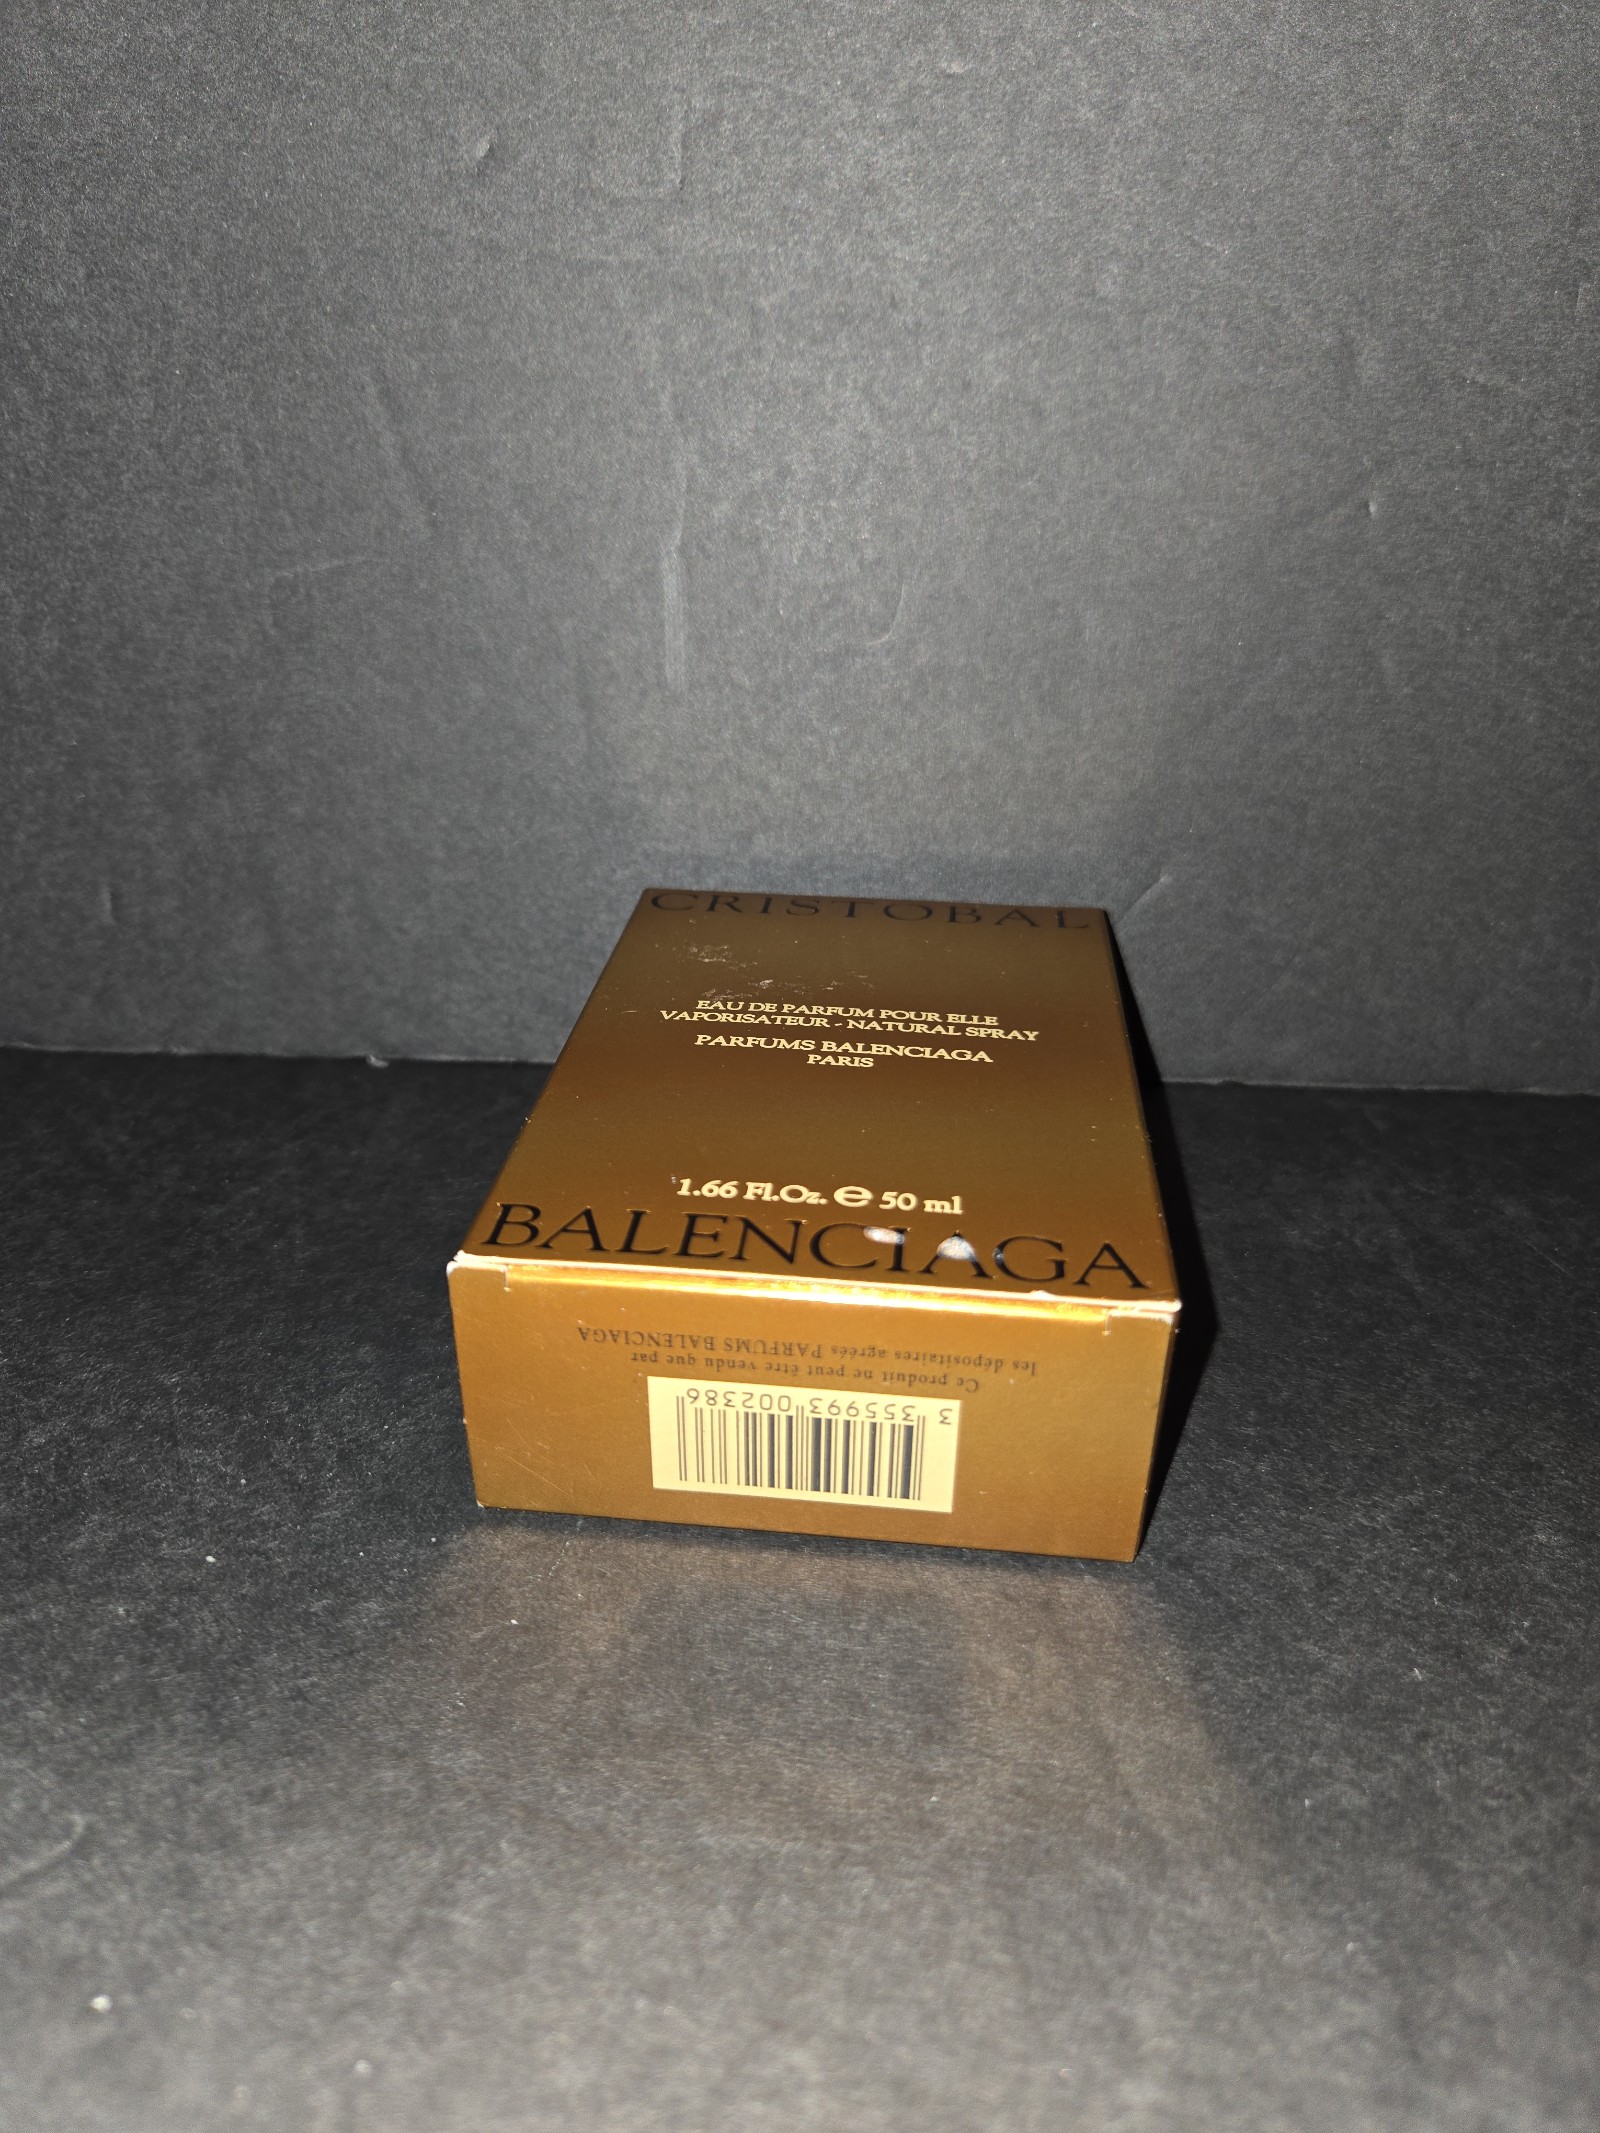 CRISTOBAL
EAU DE PARFUM POUR ELLE
VAPORISATEUR - NATURAL SPRAY
PARFUMS BALENCIAGA
PARIS
1.66 Fl.Oz. ℮ 50 ml
BALENCIAGA
3 355993 002386
Ce produit ne peut être vendu que par
les dépositaires agréés PARFUMS BALENCIAGA